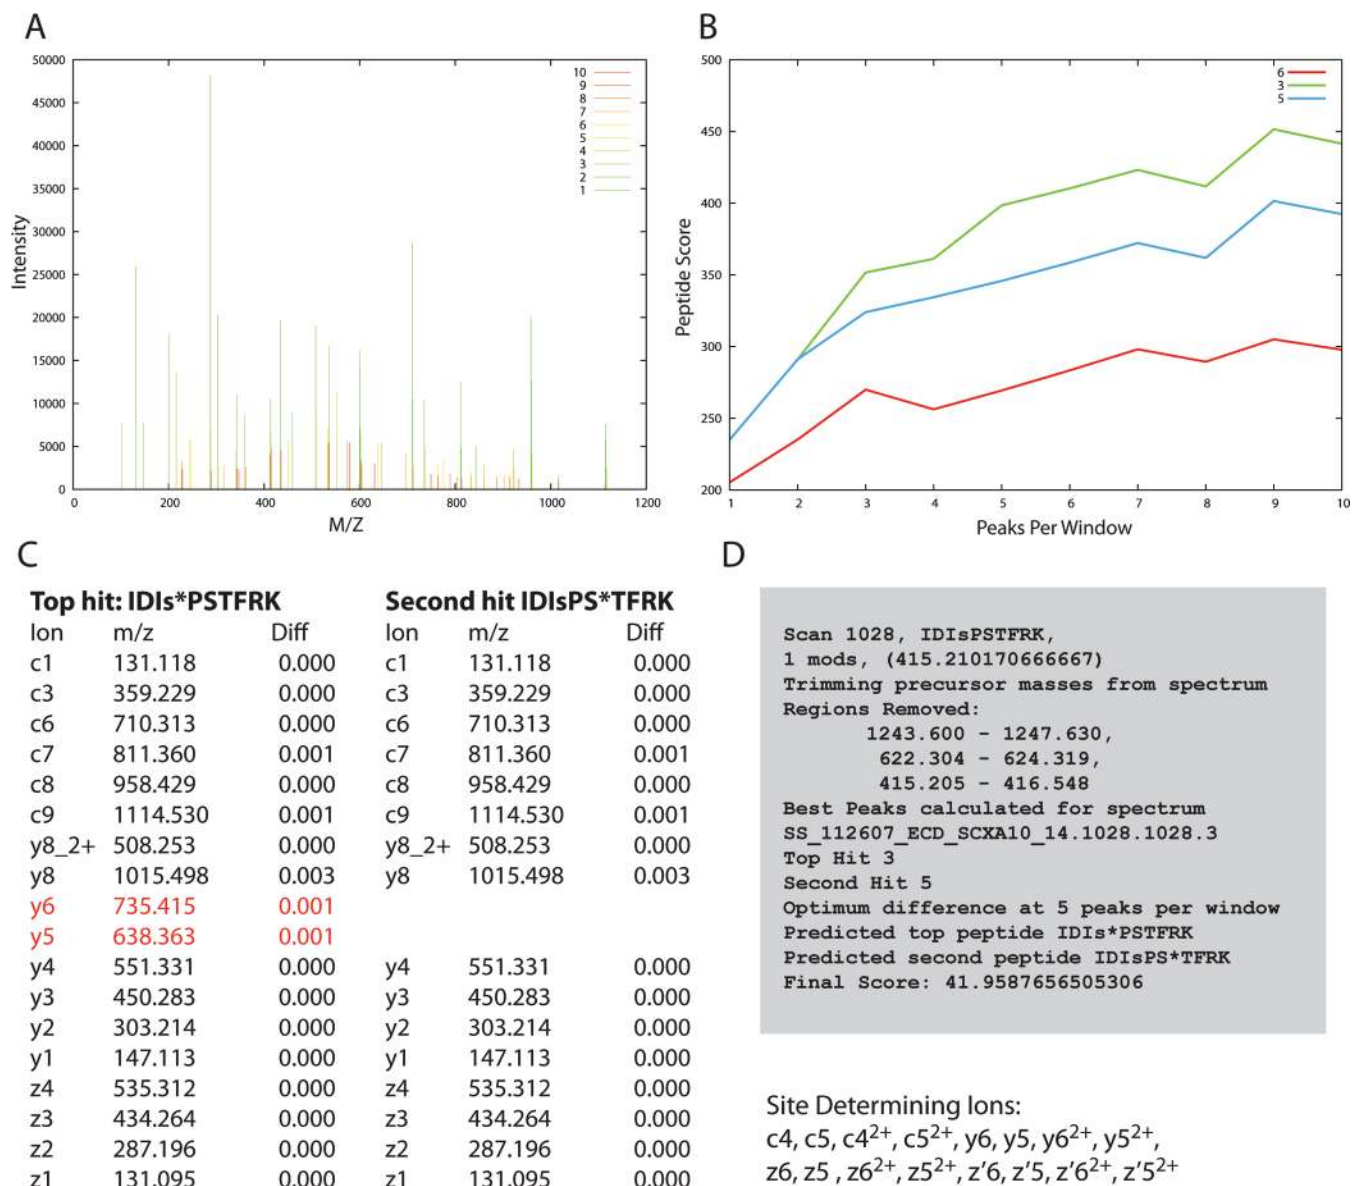 A
50000
45000
40000
35000
30000
25000
20000
15000
10000
5000
0
Intensity
0 200 400 600 800 1000 1200
M/Z
10
9
8
7
6
5
4
3
2
1
B
500
450
400
350
300
250
200
Peptide Score
1 2 3 4 5 6 7 8 9 10
Peaks Per Window
6
3
5
C
Top hit: IDIs*PSTFRK Second hit IDIsPS*TFRK
Ion m/z Diff Ion m/z Diff
c1 131.118 0.000 c1 131.118 0.000
c3 359.229 0.000 c3 359.229 0.000
c6 710.313 0.000 c6 710.313 0.000
c7 811.360 0.001 c7 811.360 0.001
c8 958.429 0.000 c8 958.429 0.000
c9 1114.530 0.001 c9 1114.530 0.001
y8_2+ 508.253 0.000 y8_2+ 508.253 0.000
y8 1015.498 0.003 y8 1015.498 0.003
y6 735.415 0.001
y5 638.363 0.001
y4 551.331 0.000 y4 551.331 0.000
y3 450.283 0.000 y3 450.283 0.000
y2 303.214 0.000 y2 303.214 0.000
y1 147.113 0.000 y1 147.113 0.000
z4 535.312 0.000 z4 535.312 0.000
z3 434.264 0.000 z3 434.264 0.000
z2 287.196 0.000 z2 287.196 0.000
z1 131.095 0.000 z1 131.095 0.000
D
Scan 1028, IDIsPSTFRK,
1 mods, (415.210170666667)
Trimming precursor masses from spectrum
Regions Removed:
1243.600 - 1247.630,
622.304 - 624.319,
415.205 - 416.548
Best Peaks calculated for spectrum
SS_112607_ECD_SCXA10_14.1028.1028.3
Top Hit 3
Second Hit 5
Optimum difference at 5 peaks per window
Predicted top peptide IDIs*PSTFRK
Predicted second peptide IDIsPS*TFRK
Final Score: 41.9587656505306
Site Determining Ions:
c4, c5, c4²⁺, c5²⁺, y6, y5, y6²⁺, y5²⁺,
z6, z5 , z6²⁺, z5²⁺, z'6, z'5, z'6²⁺, z'5²⁺